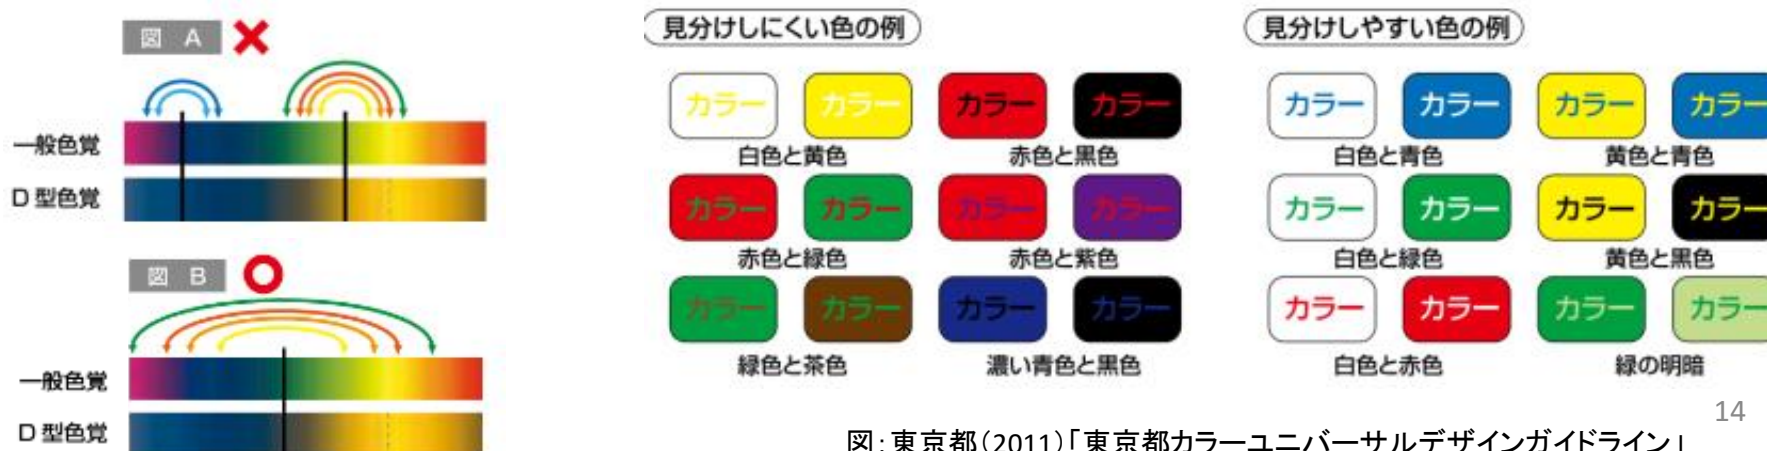 図 A
一般色覚
D 型色覚
図 B
一般色覚
D 型色覚
見分けしにくい色の例
カラー カラー カラー カラー
白色と黄色 赤色と黒色
カラー カラー カラー カラー
赤色と緑色 赤色と紫色
カラー カラー カラー カラー
緑色と茶色 濃い青色と黒色
見分けしやすい色の例
カラー カラー カラー カラー
白色と青色 黄色と青色
カラー カラー カラー カラー
白色と緑色 黄色と黒色
カラー カラー カラー カラー
白色と赤色 緑の明暗
14
図：東京都（2011）「東京都カラーユニバーサルデザインガイドライン」